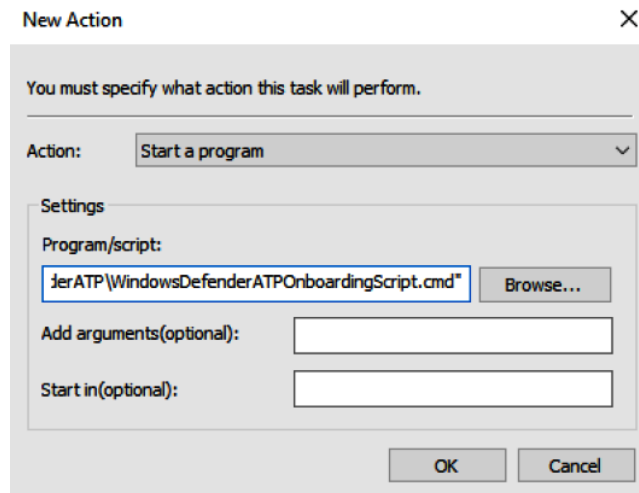 New Action
You must specify what action this task will perform.
Action:
Start a program
Settings
Program/script:
derATP\WindowsDefenderATPOnboardingScript.cmd"
Browse...
Add arguments(optional):
Start in(optional):
OK
Cancel